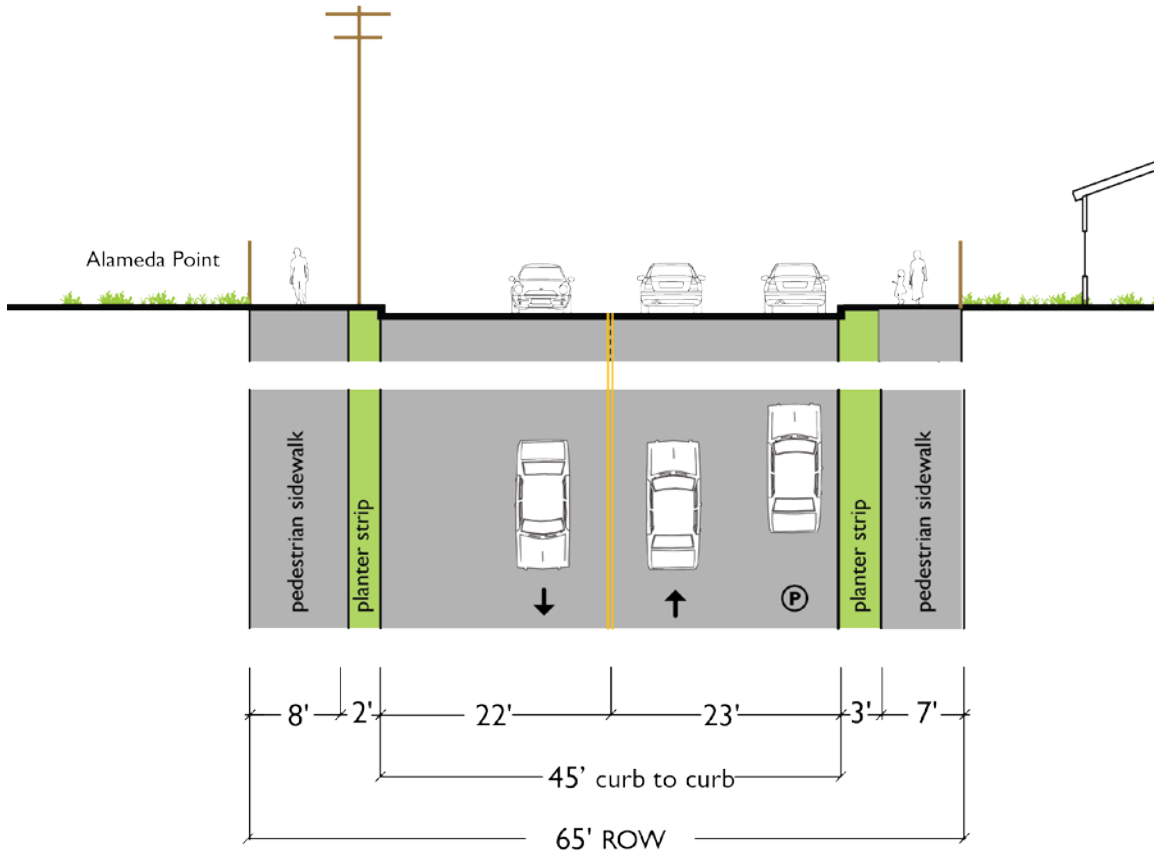 Alameda Point
pedestrian sidewalk
planter strip
P
planter strip
pedestrian sidewalk
8' 2' 22' 23' 3' 7'
45’ curb to curb
65' ROW